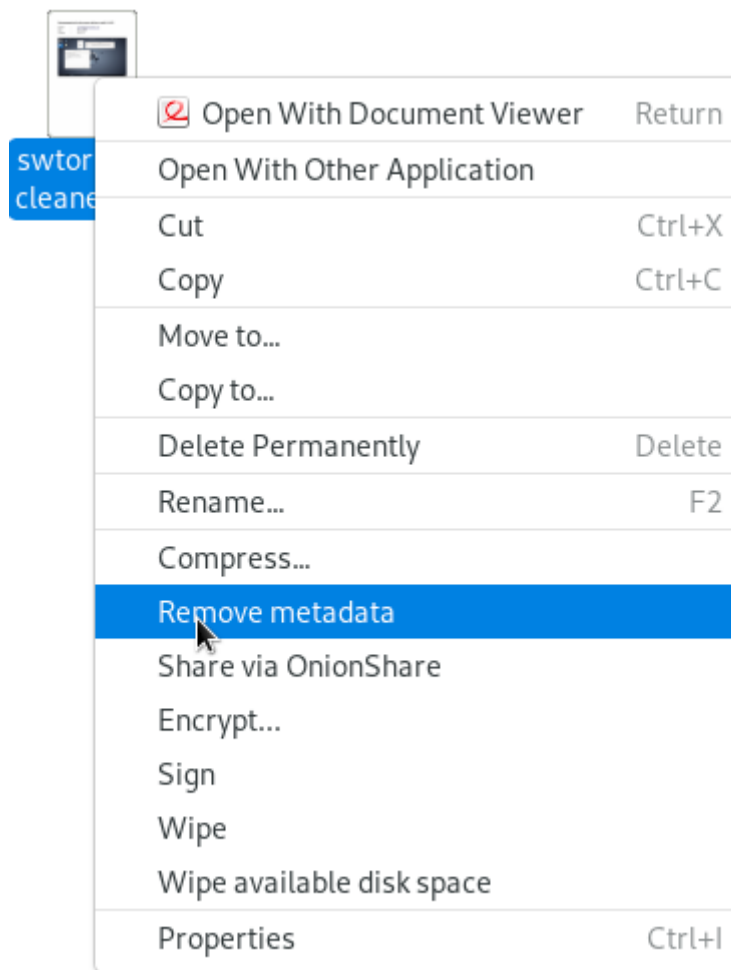 Open With Document Viewer Return
swtor
Open With Other Application
cleane
Cut Ctrl+X
Copy Ctrl+C
Move to...
Copy to...
Delete Permanently Delete
Rename... F2
Compress...
Remove metadata
Share via OnionShare
Encrypt...
Sign
Wipe
Wipe available disk space
Properties Ctrl+I